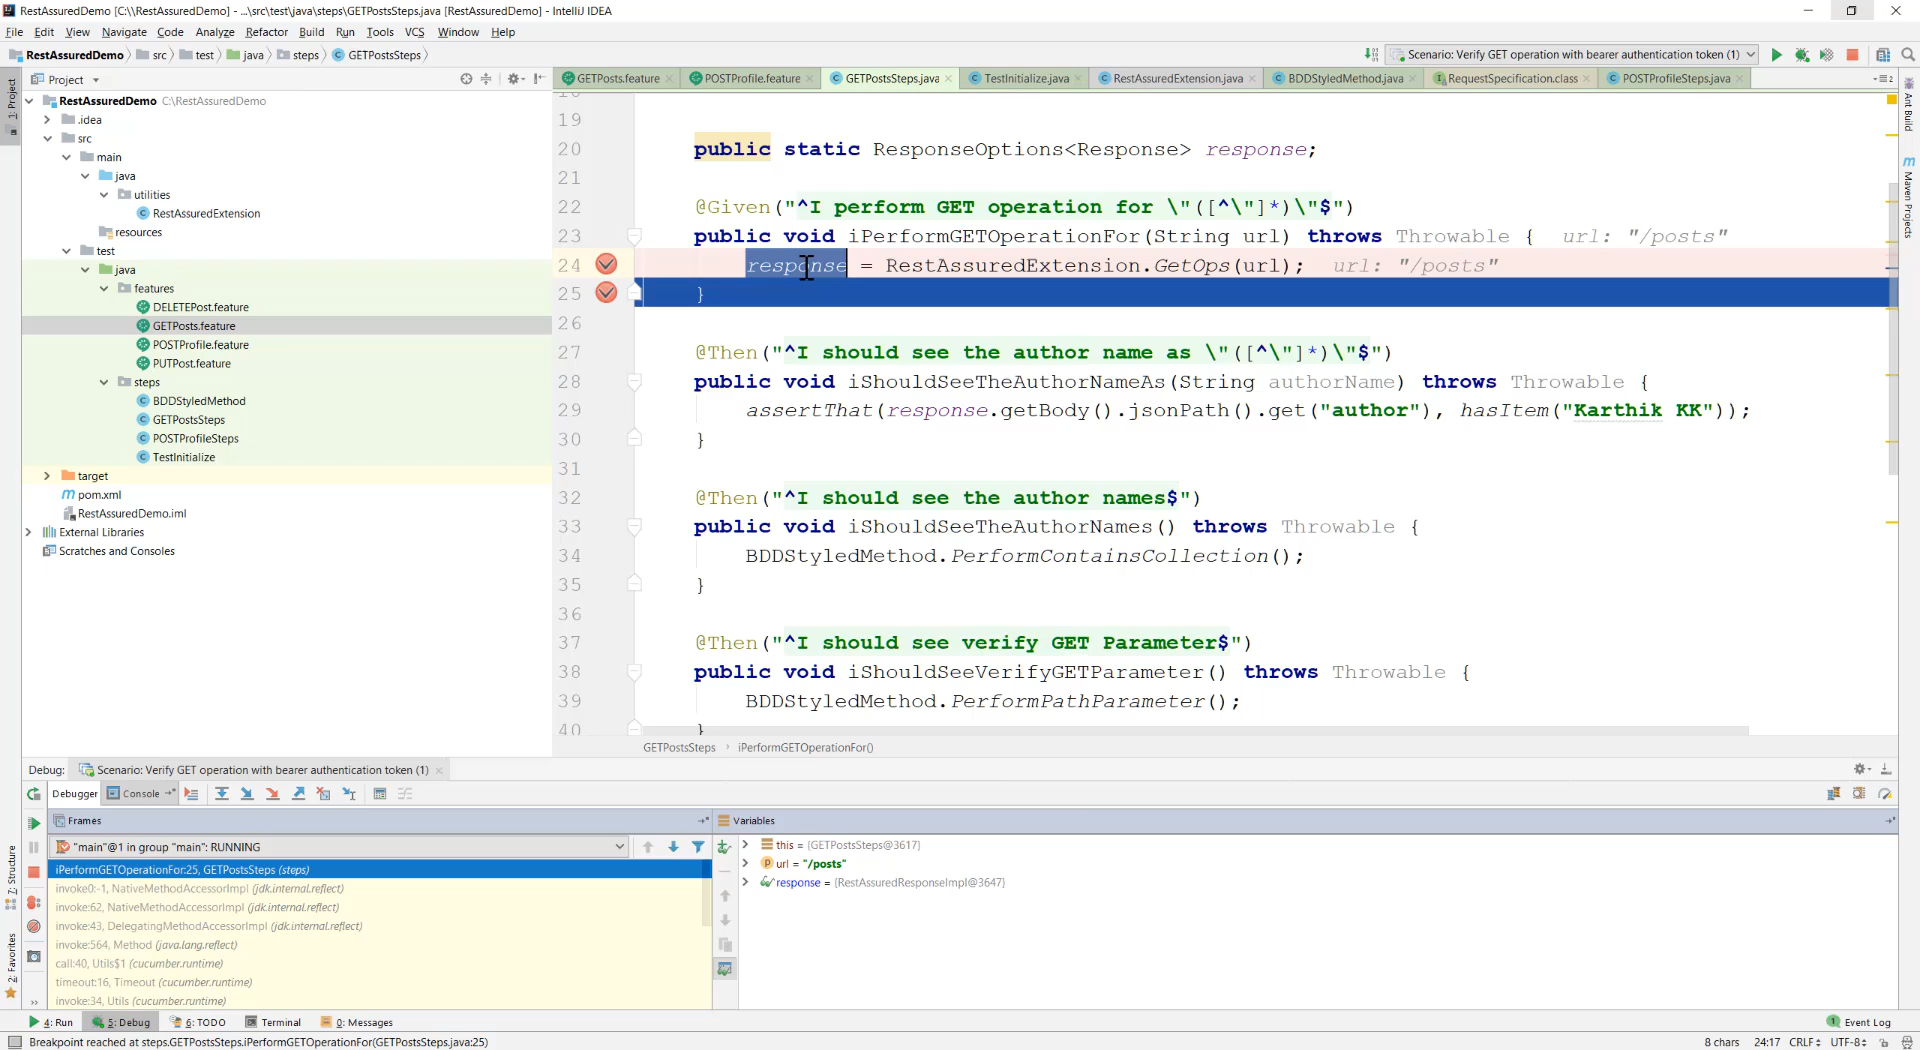 RestAssuredDemo [C:\\RestAssuredDemo] - ...\src\test\java\steps\GETPostsSteps.java [RestAssuredDemo] - IntelliJ IDEA
File Edit View Navigate Code Analyze Refactor Build Run Tools VCS Window Help
RestAssuredDemo src test java steps GETPostsSteps
Scenario: Verify GET operation with bearer authentication token (1)
Project
GETPosts.feature POSTProfile.feature GETPostsSteps.java TestInitialize.java RestAssuredExtension.java BDDStyledMethod.java RequestSpecification.class POSTProfileSteps.java
1: Project
RestAssuredDemo C:\RestAssuredDemo
.idea
src
main
java
utilities
RestAssuredExtension
resources
test
java
features
DELETEPost.feature
GETPosts.feature
POSTProfile.feature
PUTPost.feature
steps
BDDStyledMethod
GETPostsSteps
POSTProfileSteps
TestInitialize
target
pom.xml
RestAssuredDemo.iml
External Libraries
Scratches and Consoles
19
20 public static ResponseOptions<Response> response;
21
22 @Given("^I perform GET operation for \"([^\"]*)\"$")
23 public void iPerformGETOperationFor(String url) throws Throwable { url: "/posts"
24 response = RestAssuredExtension.GetOps(url); url: "/posts"
25 }
26
27 @Then("^I should see the author name as \"([^\"]*)\"$")
28 public void iShouldSeeTheAuthorNameAs(String authorName) throws Throwable {
29 assertThat(response.getBody().jsonPath().get("author"), hasItem("Karthik KK"));
30 }
31
32 @Then("^I should see the author names$")
33 public void iShouldSeeTheAuthorNames() throws Throwable {
34 BDDStyledMethod.PerformContainsCollection();
35 }
36
37 @Then("^I should see verify GET Parameter$")
38 public void iShouldSeeVerifyGETParameter() throws Throwable {
39 BDDStyledMethod.PerformPathParameter();
40 }
GETPostsSteps iPerformGETOperationFor()
Ant Build
Maven Projects
Debug: Scenario: Verify GET operation with bearer authentication token (1)
Debugger Console
Frames
Variables
"main"@1 in group "main": RUNNING
iPerformGETOperationFor:25, GETPostsSteps (steps)
invoke0:-1, NativeMethodAccessorImpl (jdk.internal.reflect)
invoke:62, NativeMethodAccessorImpl (jdk.internal.reflect)
invoke:43, DelegatingMethodAccessorImpl (jdk.internal.reflect)
invoke:564, Method (java.lang.reflect)
call:40, Utils$1 (cucumber.runtime)
timeout:16, Timeout (cucumber.runtime)
invoke:34, Utils (cucumber.runtime)
this = {GETPostsSteps@3617}
url = "/posts"
response = {RestAssuredResponseImpl@3647}
7: Structure
2: Favorites
4: Run 5: Debug 6: TODO Terminal 0: Messages
1 Event Log
Breakpoint reached at steps.GETPostsSteps.iPerformGETOperationFor(GETPostsSteps.java:25)
8 chars 24:17 CRLF UTF-8